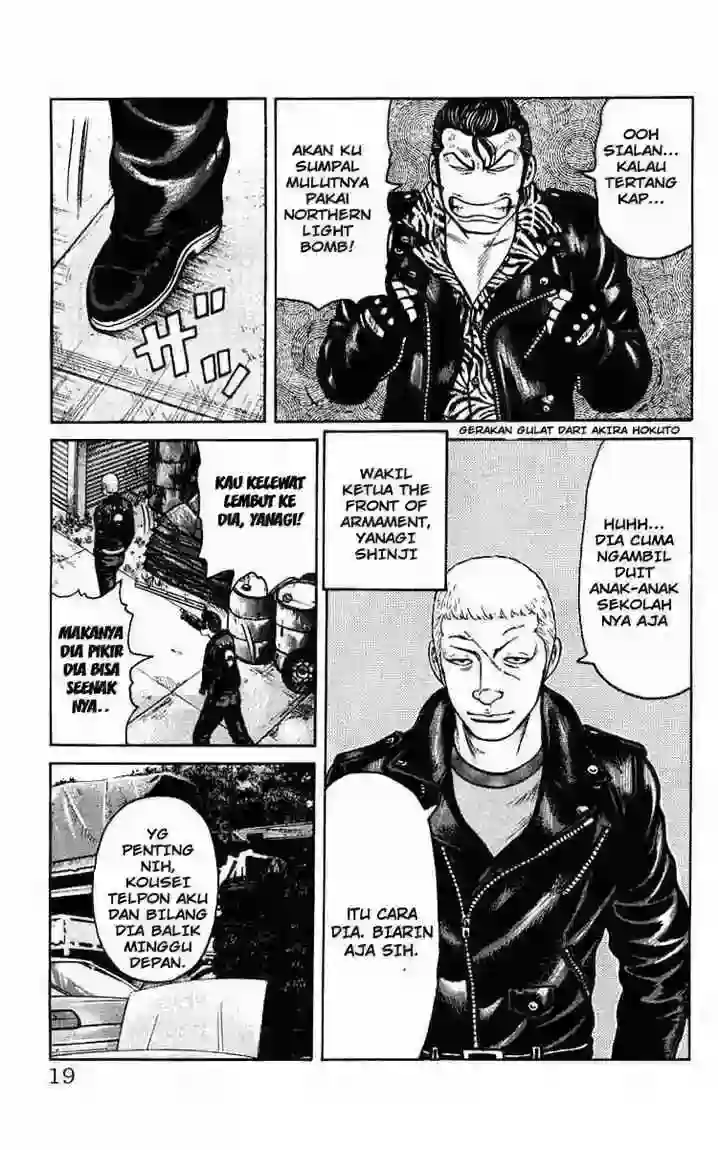 OOH
SIALAN...
KALAU
TERTANG
KAP...
AKAN KU
SUMPAL
MULUTNYA
PAKAI
NORTHERN
LIGHT
BOMB!
ザッ
GERAKAN GULAT DARI AKIRA HOKUTO
HUHH...
DIA CUMA
NGAMBIL
DUIT
ANAK-ANAK
SEKOLAH
NYA AJA
WAKIL
KETUA THE
FRONT OF
ARMAMENT,
YANAGI
SHINJI
ITU CARA
DIA. BIARIN
AJA SIH.
KAU KELEWAT
LEMBUT KE
DIA, YANAGI!
MAKANYA
DIA PIKIR
DIA BISA
SEENAK
NYA..
YG
PENTING
NIH,
KOUSEI
TELPON AKU
DAN BILANG
DIA BALIK
MINGGU
DEPAN.
19